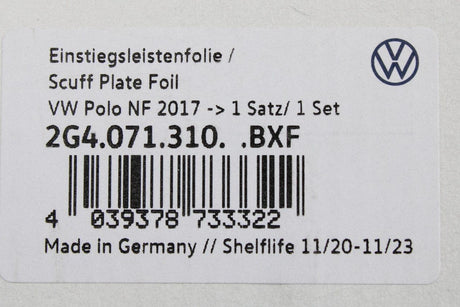 Einstiegsleistenfolie /
Scuff Plate Foil
VW Polo NF 2017 -> 1 Satz/ 1 Set
2G4.071.310. .BXF
4 039378 733322
Made in Germany // Shelflife 11/20-11/23